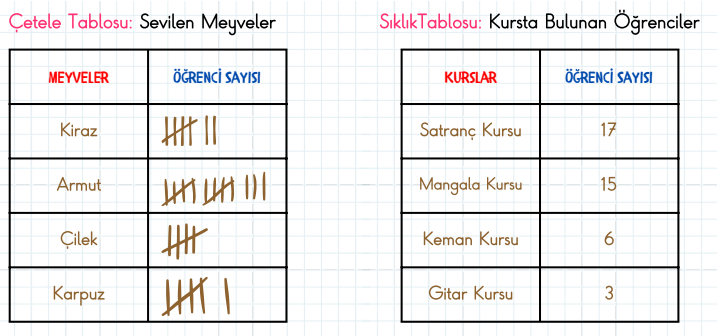 Çetele Tablosu: Sevilen Meyveler
MEYVELER ÖĞRENCİ SAYISI
Kiraz
Armut
Çilek
Karpuz
SıklıkTablosu: Kursta Bulunan Öğrenciler
KURSLAR ÖĞRENCİ SAYISI
Satranç Kursu 17
Mangala Kursu 15
Keman Kursu 6
Gitar Kursu 3